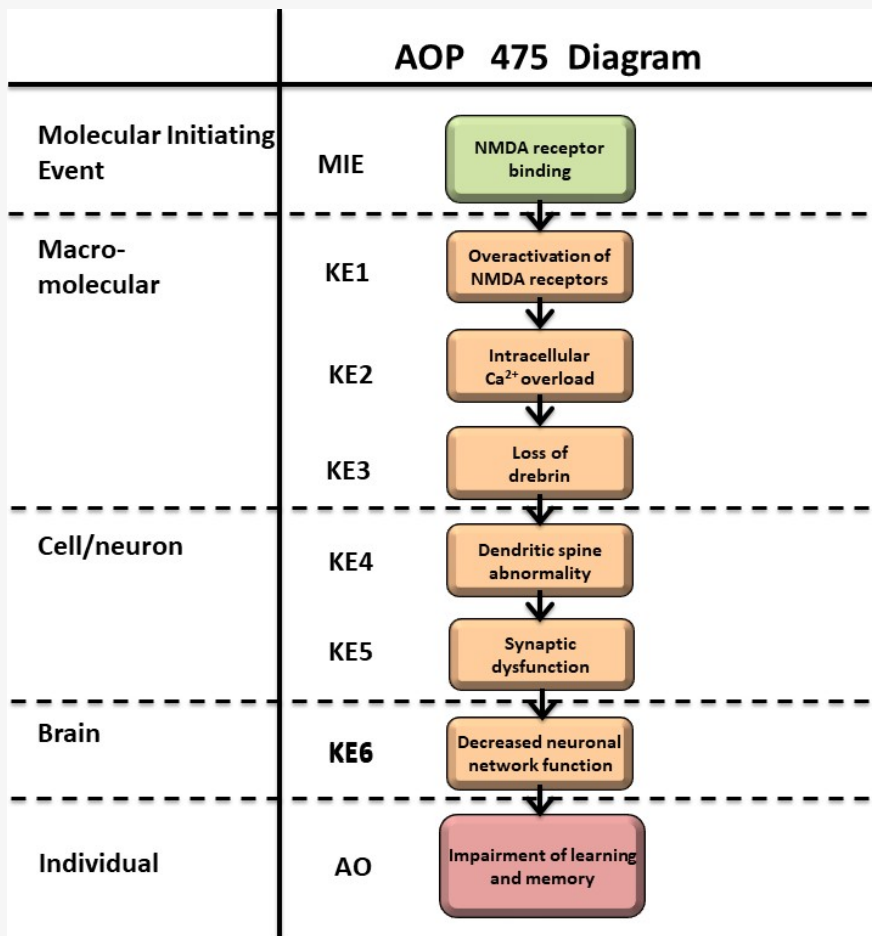 AOP 475 Diagram
Molecular Initiating
Event
MIE
NMDA receptor
binding
Macro-
molecular
KE1
Overactivation of
NMDA receptors
KE2
Intracellular
Ca²⁺ overload
KE3
Loss of
drebrin
Cell/neuron
KE4
Dendritic spine
abnormality
KE5
Synaptic
dysfunction
Brain
KE6
Decreased neuronal
network function
Individual
AO
Impairment of learning
and memory